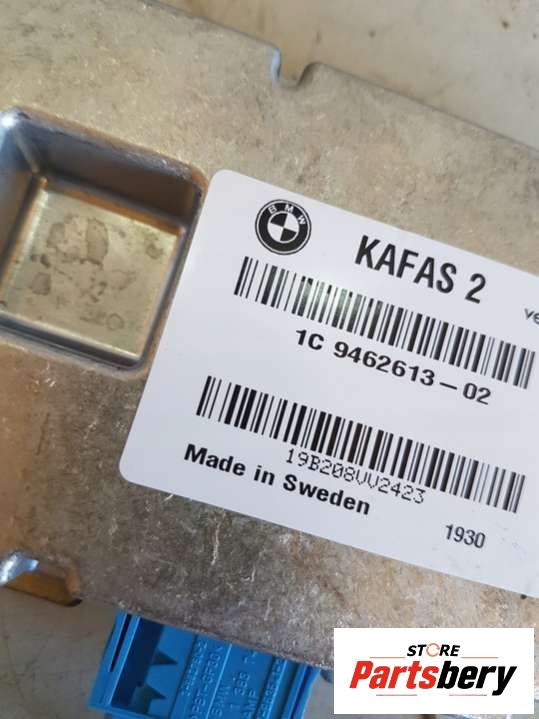 BMW
KAFAS 2
1C 9462613-02
19B208VV2423
Made in Sweden
1930
STORE
Partsbery